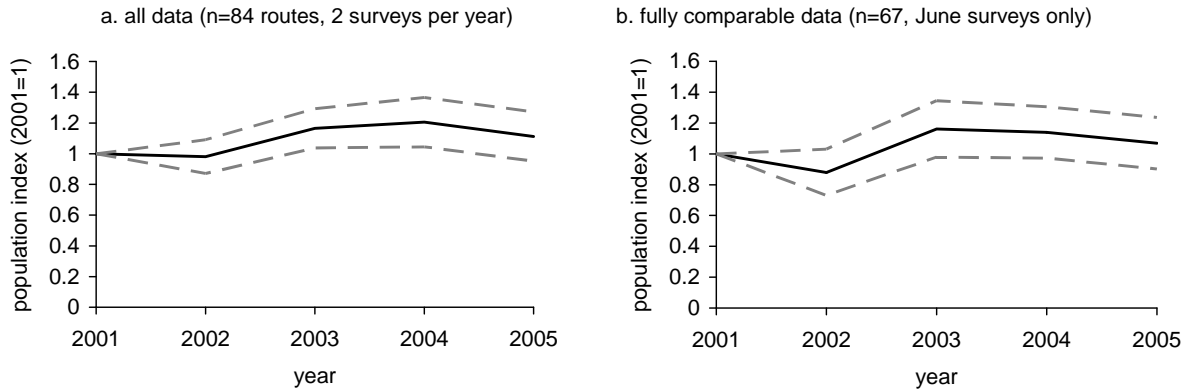 a. all data (n=84 routes, 2 surveys per year)
population index (2001=1)
1.6
1.4
1.2
1
0.8
0.6
0.4
0.2
0
2001 2002 2003 2004 2005
year
b. fully comparable data (n=67, June surveys only)
population index (2001=1)
1.6
1.4
1.2
1
0.8
0.6
0.4
0.2
0
2001 2002 2003 2004 2005
year